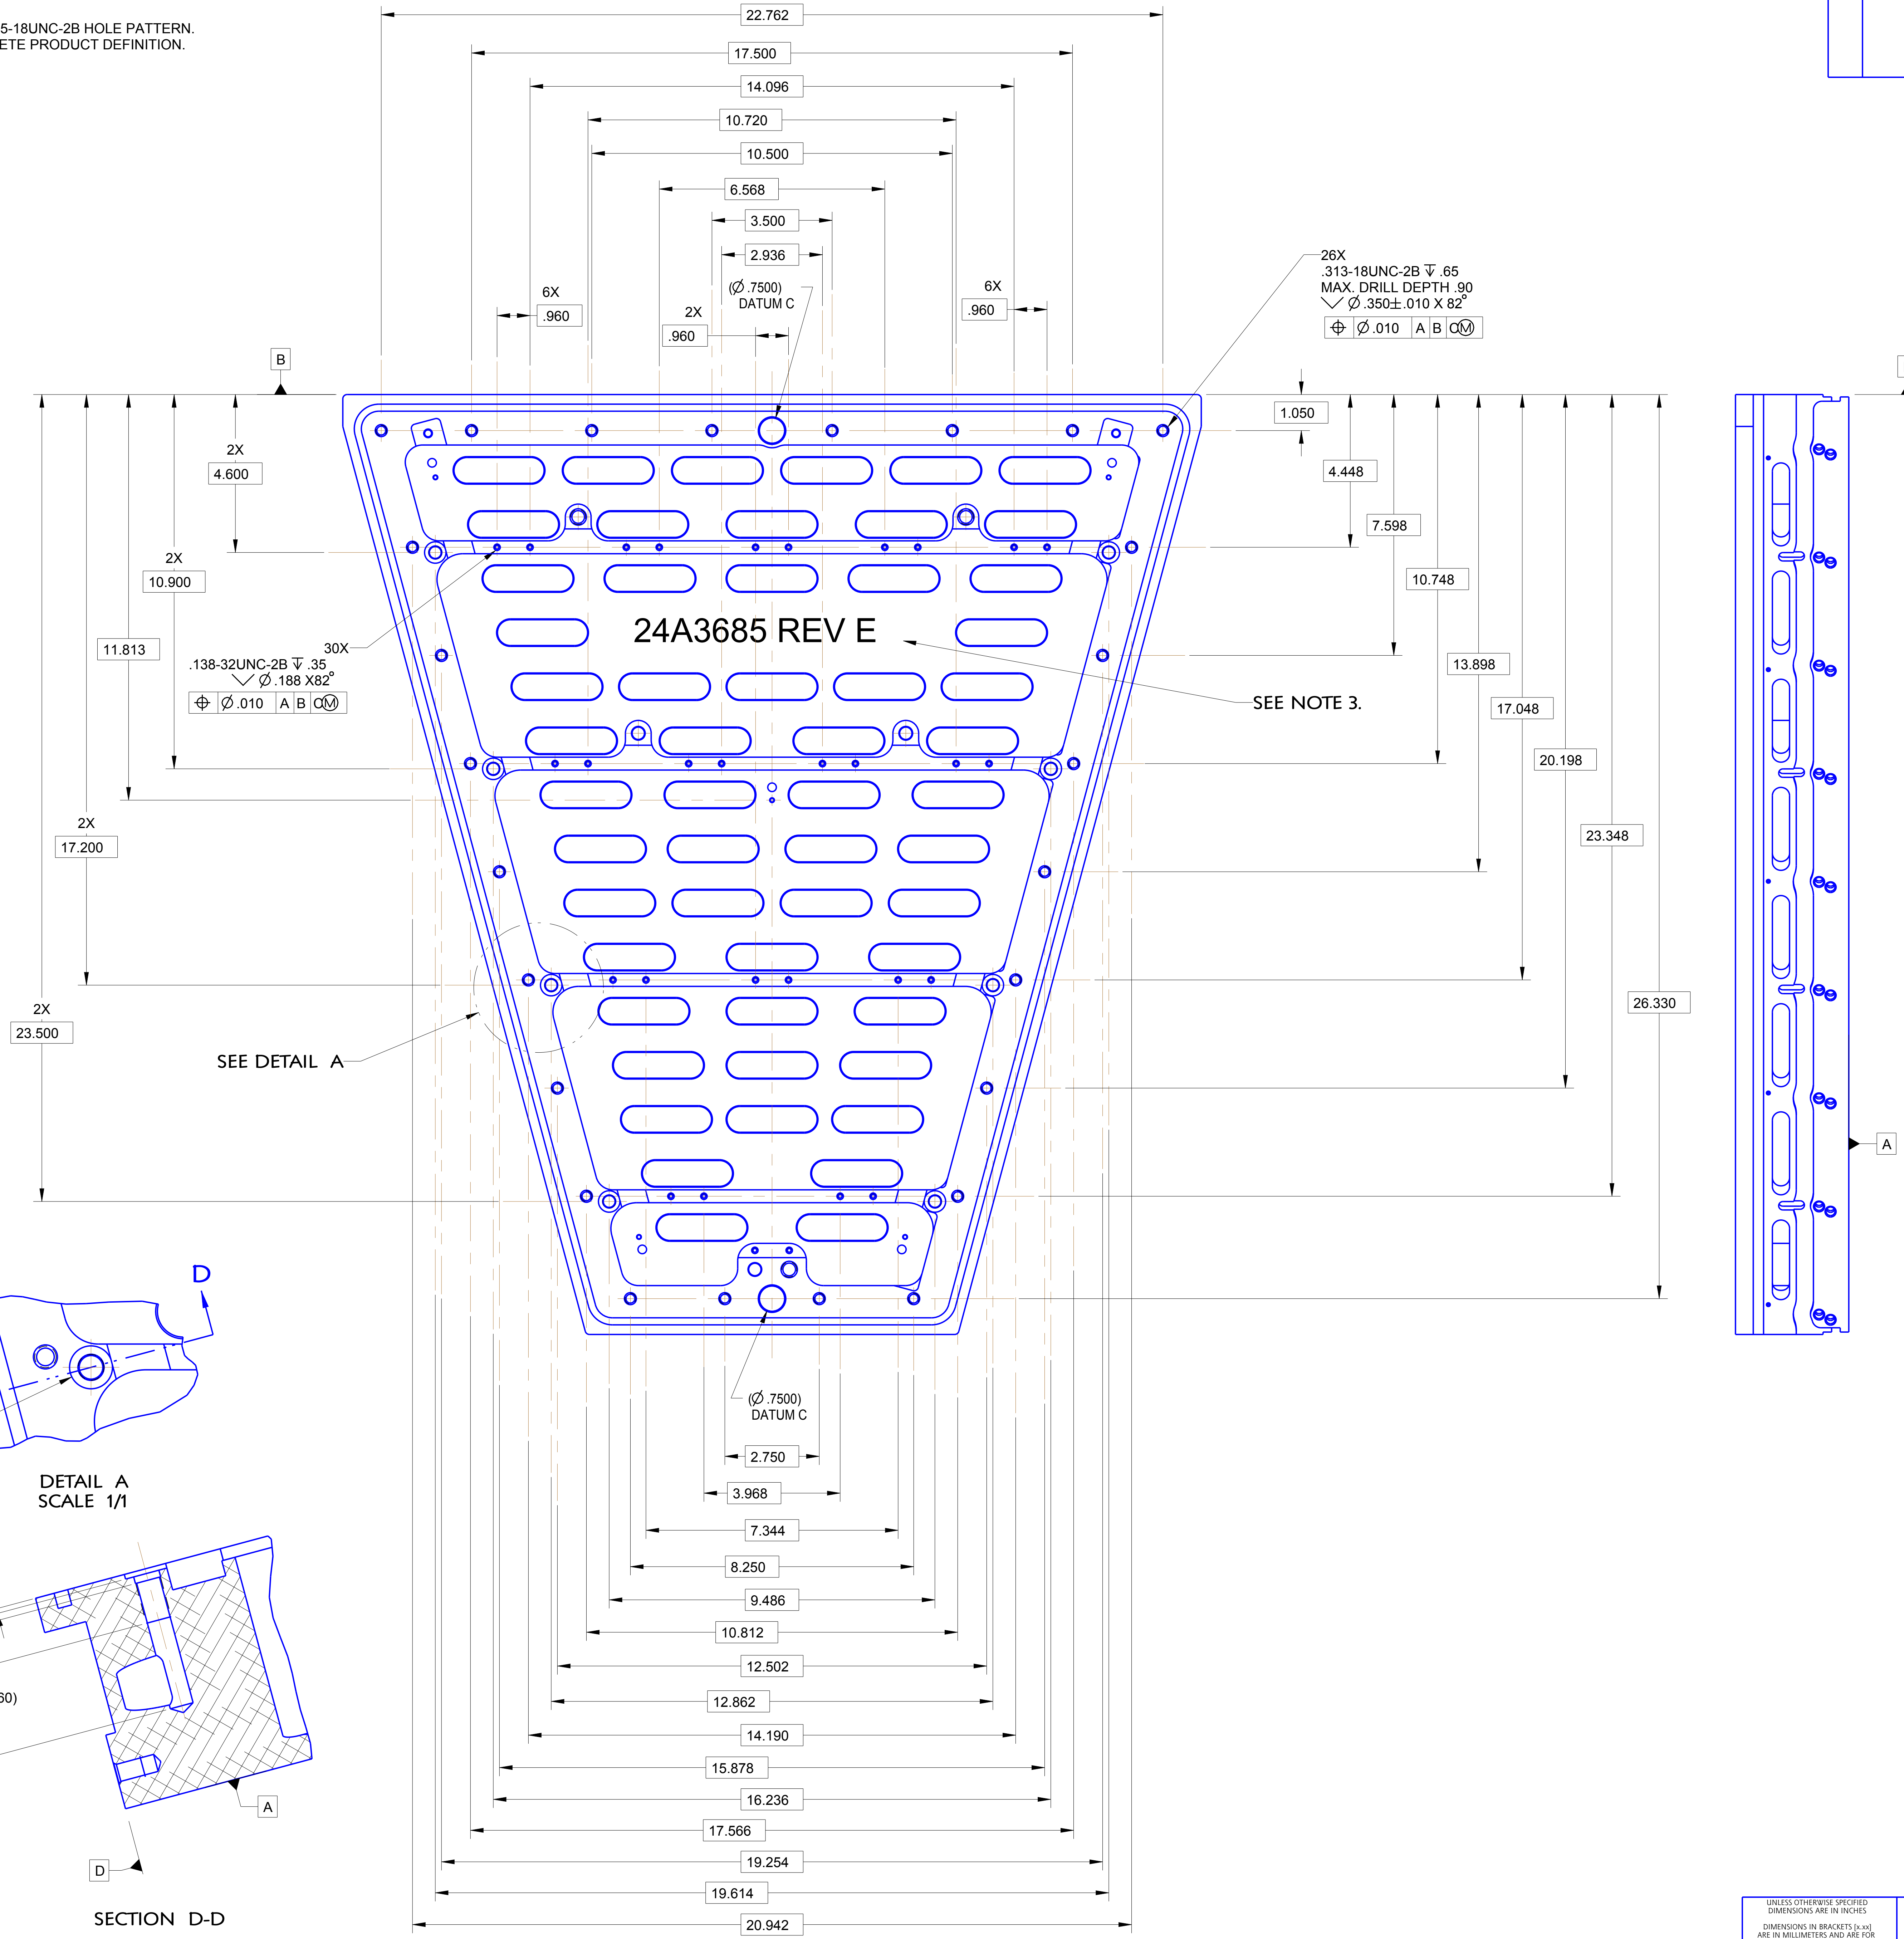 5-18UNC-2B HOLE PATTERN.
ETE PRODUCT DEFINITION.
22.762
17.500
14.096
10.720
10.500
6.568
3.500
2.936
(Ø .7500)
DATUM C
6X
.960
2X
.960
6X
.960
26X
.313-18UNC-2B ↧ .65
MAX. DRILL DEPTH .90
⌵ Ø .350±.010 X 82°
⌖ Ø .010 A B CⓂ
B
1.050
2X
4.600
4.448
7.598
2X
10.900
10.748
11.813
30X
.138-32UNC-2B ↧ .35
⌵ Ø .188 X82°
⌖ Ø .010 A B CⓂ
24A3685 REV E
SEE NOTE 3.
13.898
17.048
20.198
2X
17.200
23.348
2X
23.500
26.330
SEE DETAIL A
A
D
DETAIL A
SCALE 1/1
(Ø .7500)
DATUM C
2.750
3.968
7.344
8.250
9.486
10.812
12.502
12.862
14.190
15.878
16.236
17.566
19.254
19.614
20.942
60)
A
D
SECTION D-D
UNLESS OTHERWISE SPECIFIED
DIMENSIONS ARE IN INCHES
DIMENSIONS IN BRACKETS [x.xx]
ARE IN MILLIMETERS AND ARE FOR